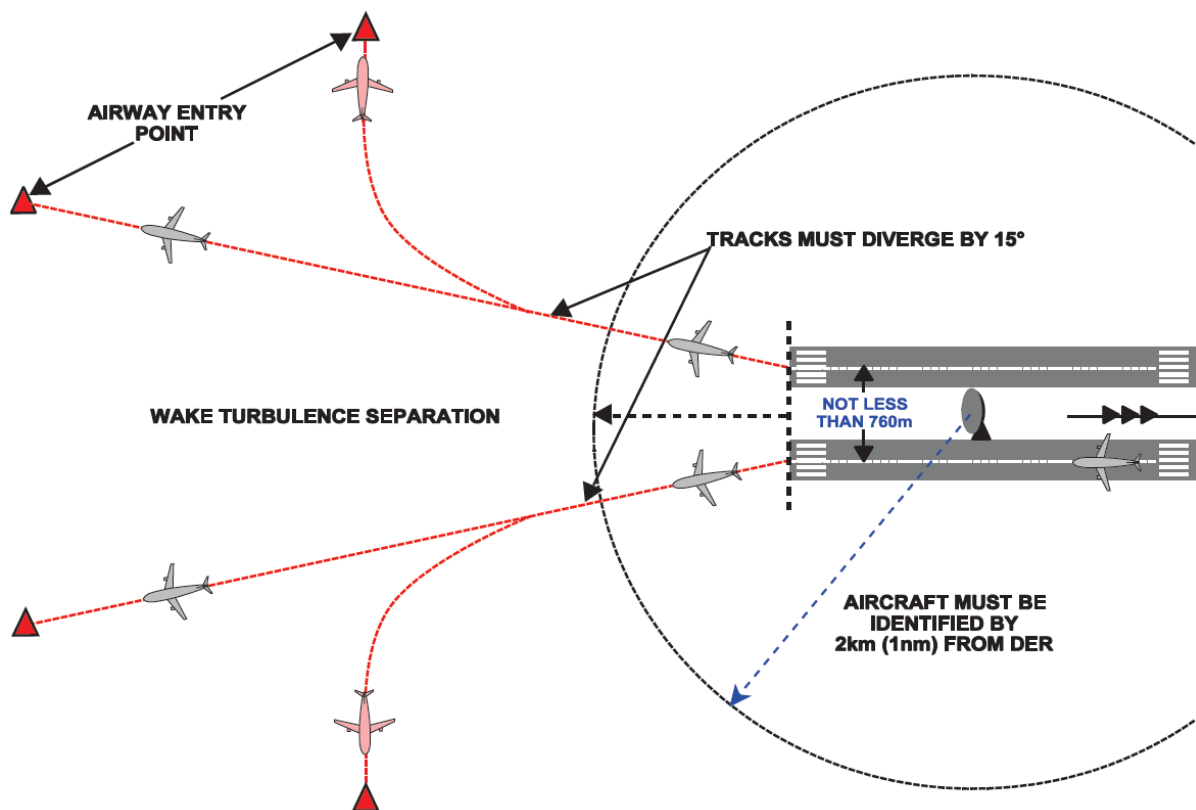 AIRWAY ENTRY
POINT
TRACKS MUST DIVERGE BY 15°
WAKE TURBULENCE SEPARATION
NOT LESS
THAN 760m
AIRCRAFT MUST BE
IDENTIFIED BY
2km (1nm) FROM DER